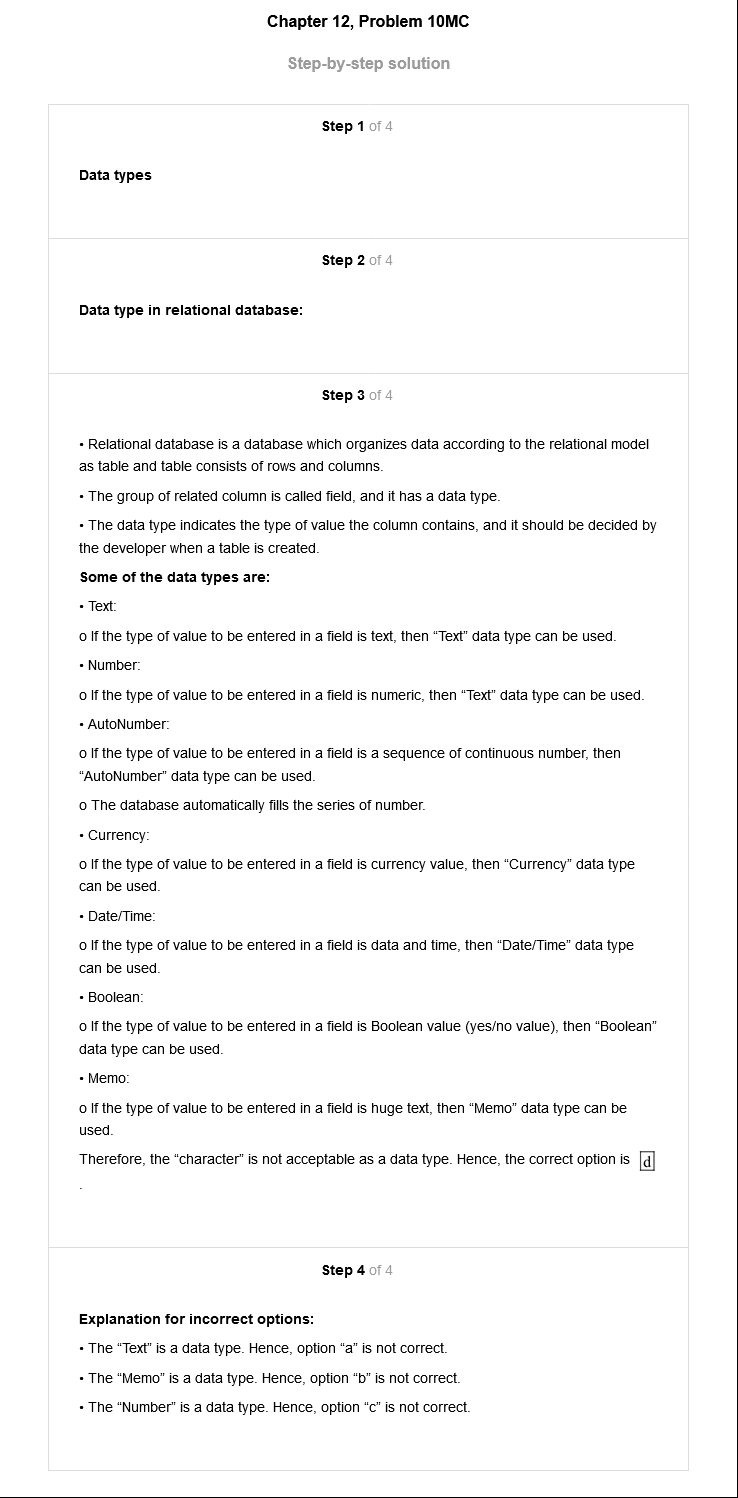 Chapter 12, Problem 10MC
Step-by-step solution
Step 1 of 4
Data types
Step 2 of 4
Data type in relational database:
Step 3 of 4
• Relational database is a database which organizes data according to the relational model
as table and table consists of rows and columns.
• The group of related column is called field, and it has a data type.
• The data type indicates the type of value the column contains, and it should be decided by
the developer when a table is created.
Some of the data types are:
• Text:
o If the type of value to be entered in a field is text, then “Text” data type can be used.
• Number:
o If the type of value to be entered in a field is numeric, then “Text” data type can be used.
• AutoNumber:
o If the type of value to be entered in a field is a sequence of continuous number, then
“AutoNumber” data type can be used.
o The database automatically fills the series of number.
• Currency:
o If the type of value to be entered in a field is currency value, then “Currency” data type
can be used.
• Date/Time:
o If the type of value to be entered in a field is data and time, then “Date/Time” data type
can be used.
• Boolean:
o If the type of value to be entered in a field is Boolean value (yes/no value), then “Boolean”
data type can be used.
• Memo:
o If the type of value to be entered in a field is huge text, then “Memo” data type can be
used.
Therefore, the “character” is not acceptable as a data type. Hence, the correct option is d
.
Step 4 of 4
Explanation for incorrect options:
• The “Text” is a data type. Hence, option “a” is not correct.
• The “Memo” is a data type. Hence, option “b” is not correct.
• The “Number” is a data type. Hence, option “c” is not correct.